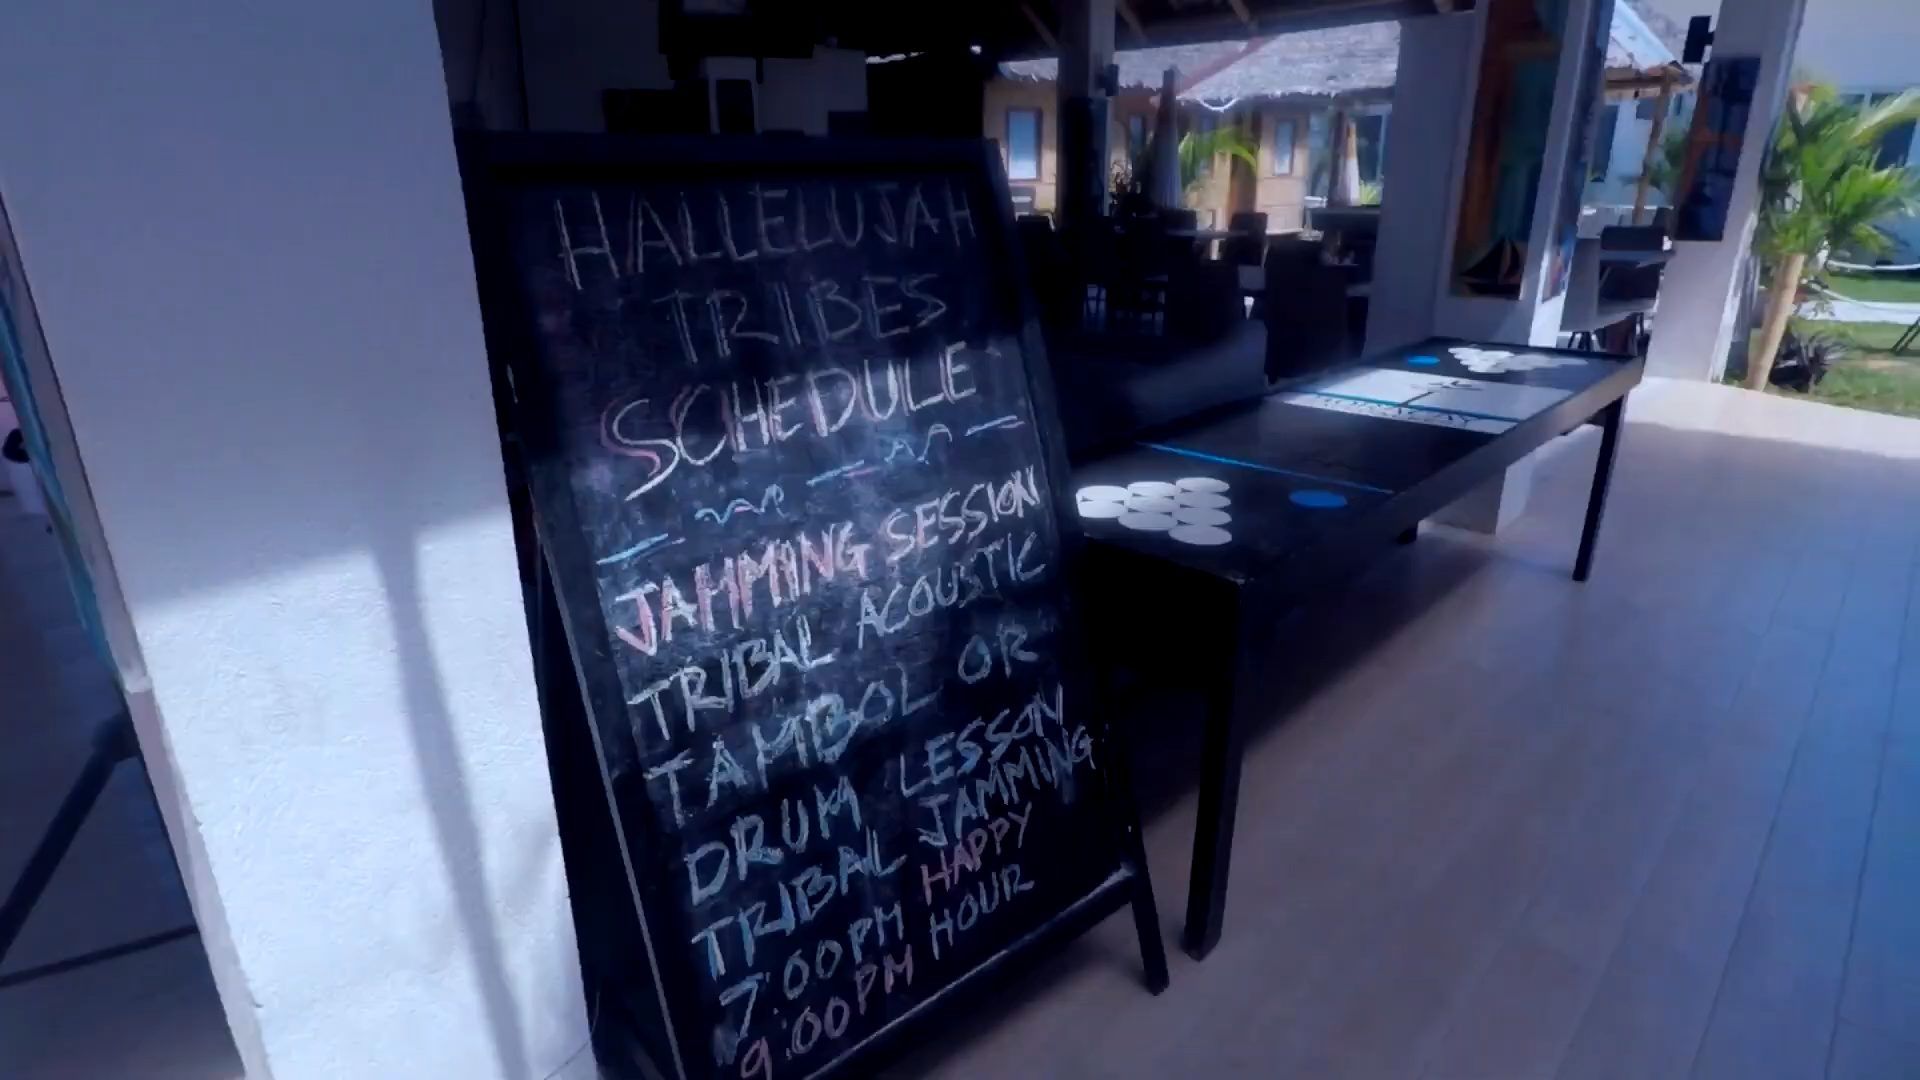 HALLELUJAH
TRIBES
SCHEDULE
JAMMING SESSION
TRIBAL ACOUSTIC
TAMBOL OR
DRUM LESSON
TRIBAL JAMMING
7:00PM HAPPY
9:00PM HOUR